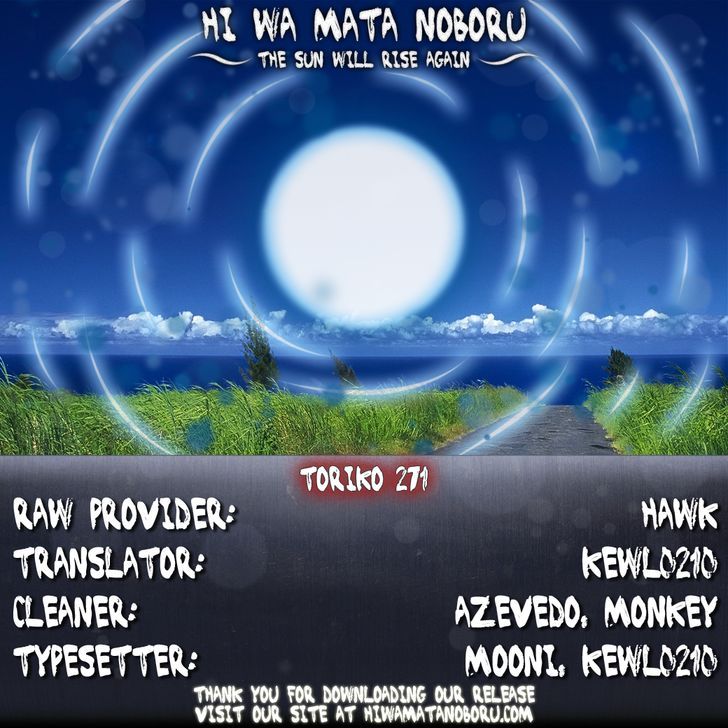 HI WA MATA NOBORU
THE SUN WILL RISE AGAIN
TORIKO 271
RAW PROVIDER: HAWK
TRANSLATOR: KEWL0210
CLEANER: AZEVEDO, MONKEY
TYPESETTER: MOONI, KEWL0210
THANK YOU FOR DOWNLOADING OUR RELEASE
VISIT OUR SITE AT HIWAMATANOBORU.COM